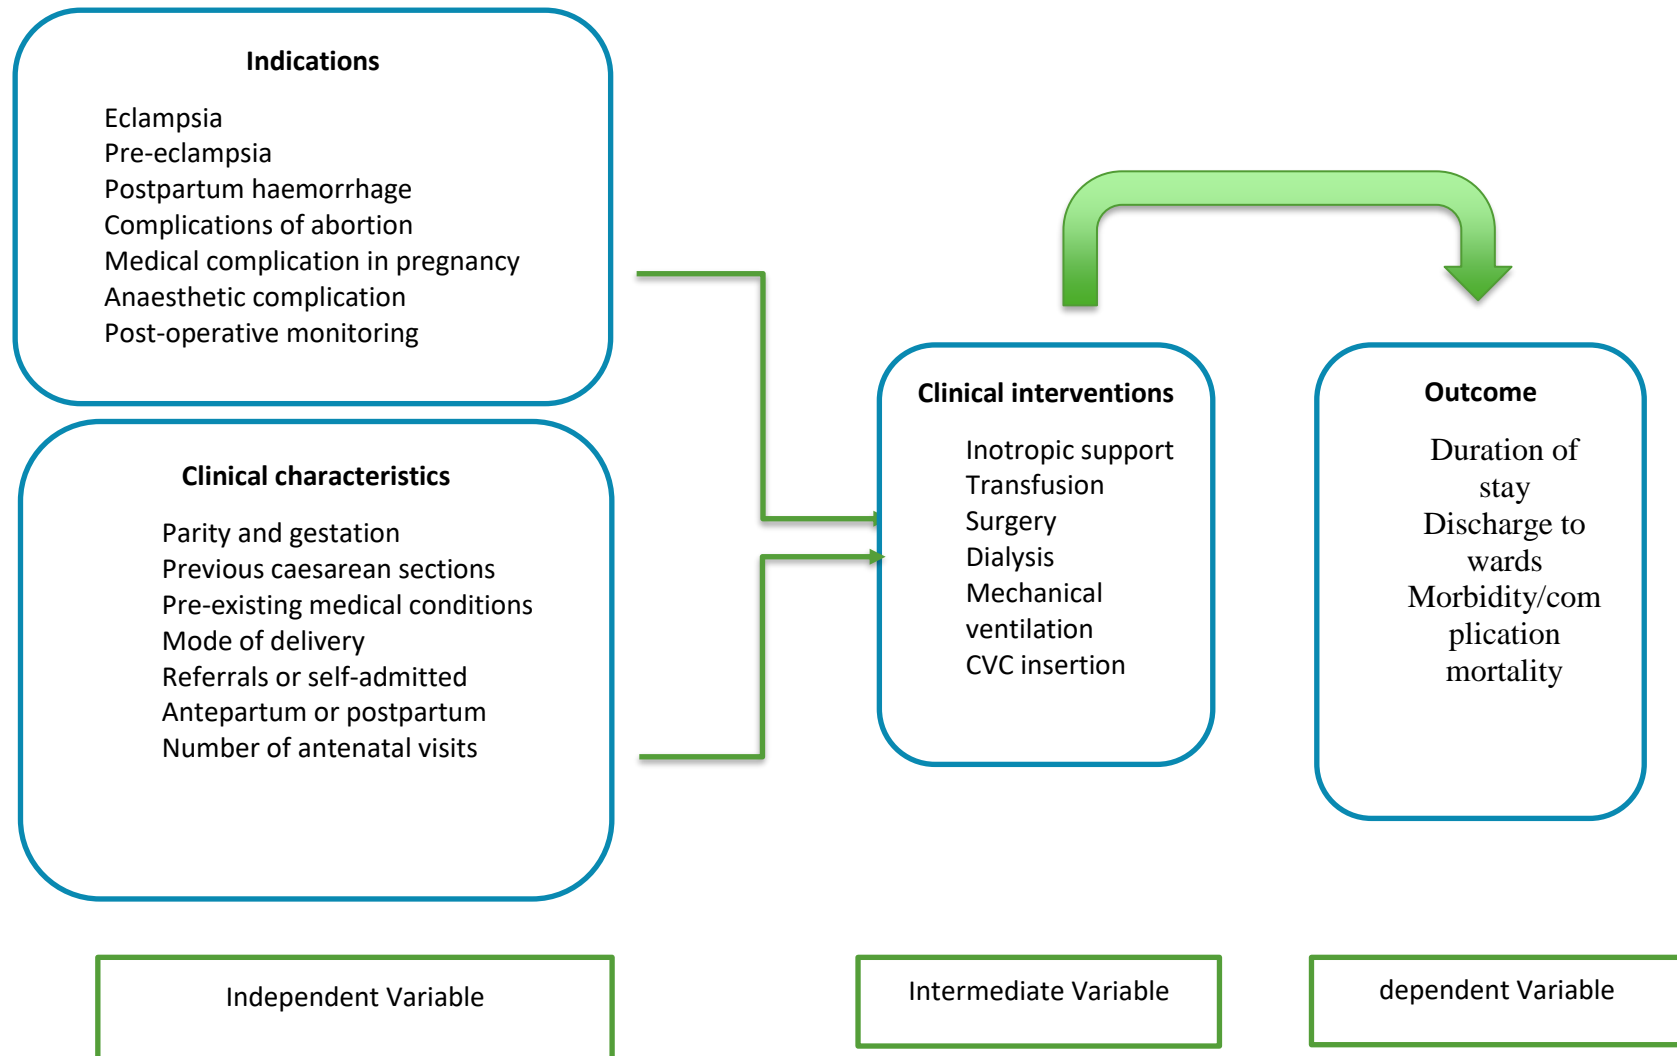 Indications
Eclampsia
Pre-eclampsia
Postpartum haemorrhage
Complications of abortion
Medical complication in pregnancy
Anaesthetic complication
Post-operative monitoring
Clinical characteristics
Parity and gestation
Previous caesarean sections
Pre-existing medical conditions
Mode of delivery
Referrals or self-admitted
Antepartum or postpartum
Number of antenatal visits
Clinical interventions
Inotropic support
Transfusion
Surgery
Dialysis
Mechanical
ventilation
CVC insertion
Outcome
Duration of
stay
Discharge to
wards
Morbidity/com
plication
mortality
Independent Variable
Intermediate Variable
dependent Variable